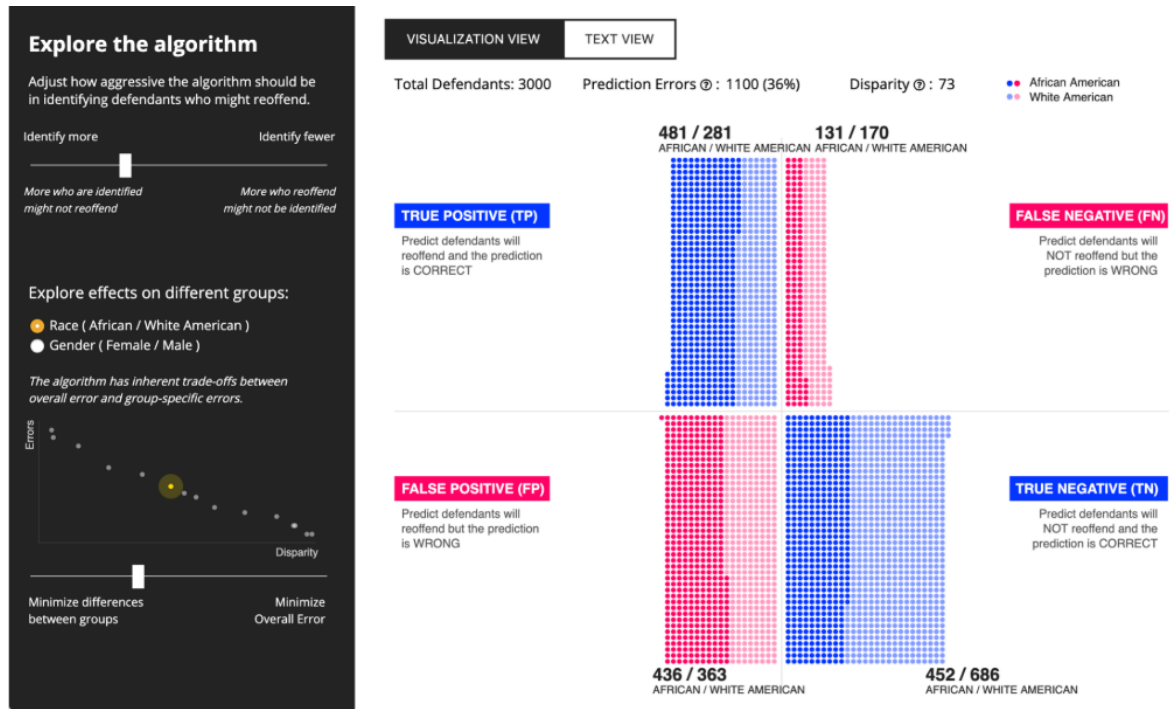 Explore the algorithm
Adjust how aggressive the algorithm should be
in identifying defendants who might reoffend.
Identify more
Identify fewer
More who are identified
might not reoffend
More who reoffend
might not be identified
Explore effects on different groups:
Race ( African / White American )
Gender ( Female / Male )
The algorithm has inherent trade-offs between
overall error and group-specific errors.
Errors
Disparity
Minimize differences
between groups
Minimize
Overall Error
VISUALIZATION VIEW
TEXT VIEW
Total Defendants: 3000
Prediction Errors ? : 1100 (36%)
Disparity ? : 73
African American
White American
481 / 281
AFRICAN / WHITE AMERICAN
131 / 170
AFRICAN / WHITE AMERICAN
TRUE POSITIVE (TP)
Predict defendants will
reoffend and the prediction
is CORRECT
FALSE NEGATIVE (FN)
Predict defendants will
NOT reoffend but the
prediction is WRONG
FALSE POSITIVE (FP)
Predict defendants will
reoffend but the prediction
is WRONG
TRUE NEGATIVE (TN)
Predict defendants will
NOT reoffend and the
prediction is CORRECT
436 / 363
AFRICAN / WHITE AMERICAN
452 / 686
AFRICAN / WHITE AMERICAN